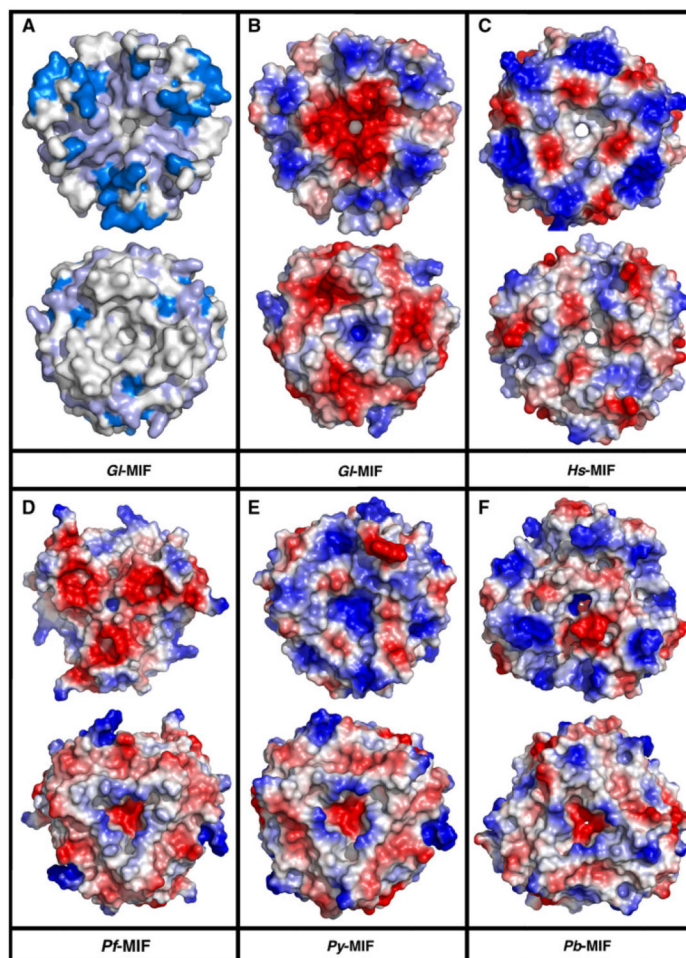 A
B
C
Gl-MIF
Gl-MIF
Hs-MIF
D
E
F
Pf-MIF
Py-MIF
Pb-MIF